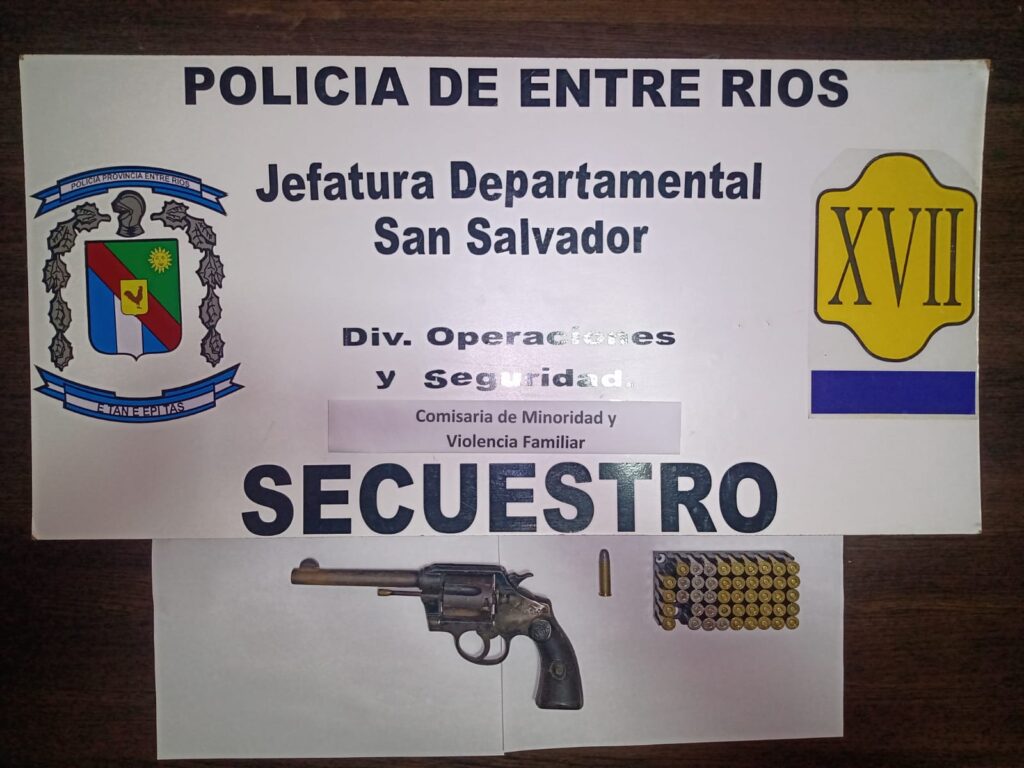 POLICIA DE ENTRE RIOS
Jefatura Departamental
San Salvador
POLICIA PROVINCIA ENTRE RIOS
XVII
Div. Operaciones
y Seguridad.
Comisaria de Minoridad y
Violencia Familiar
SECUESTRO